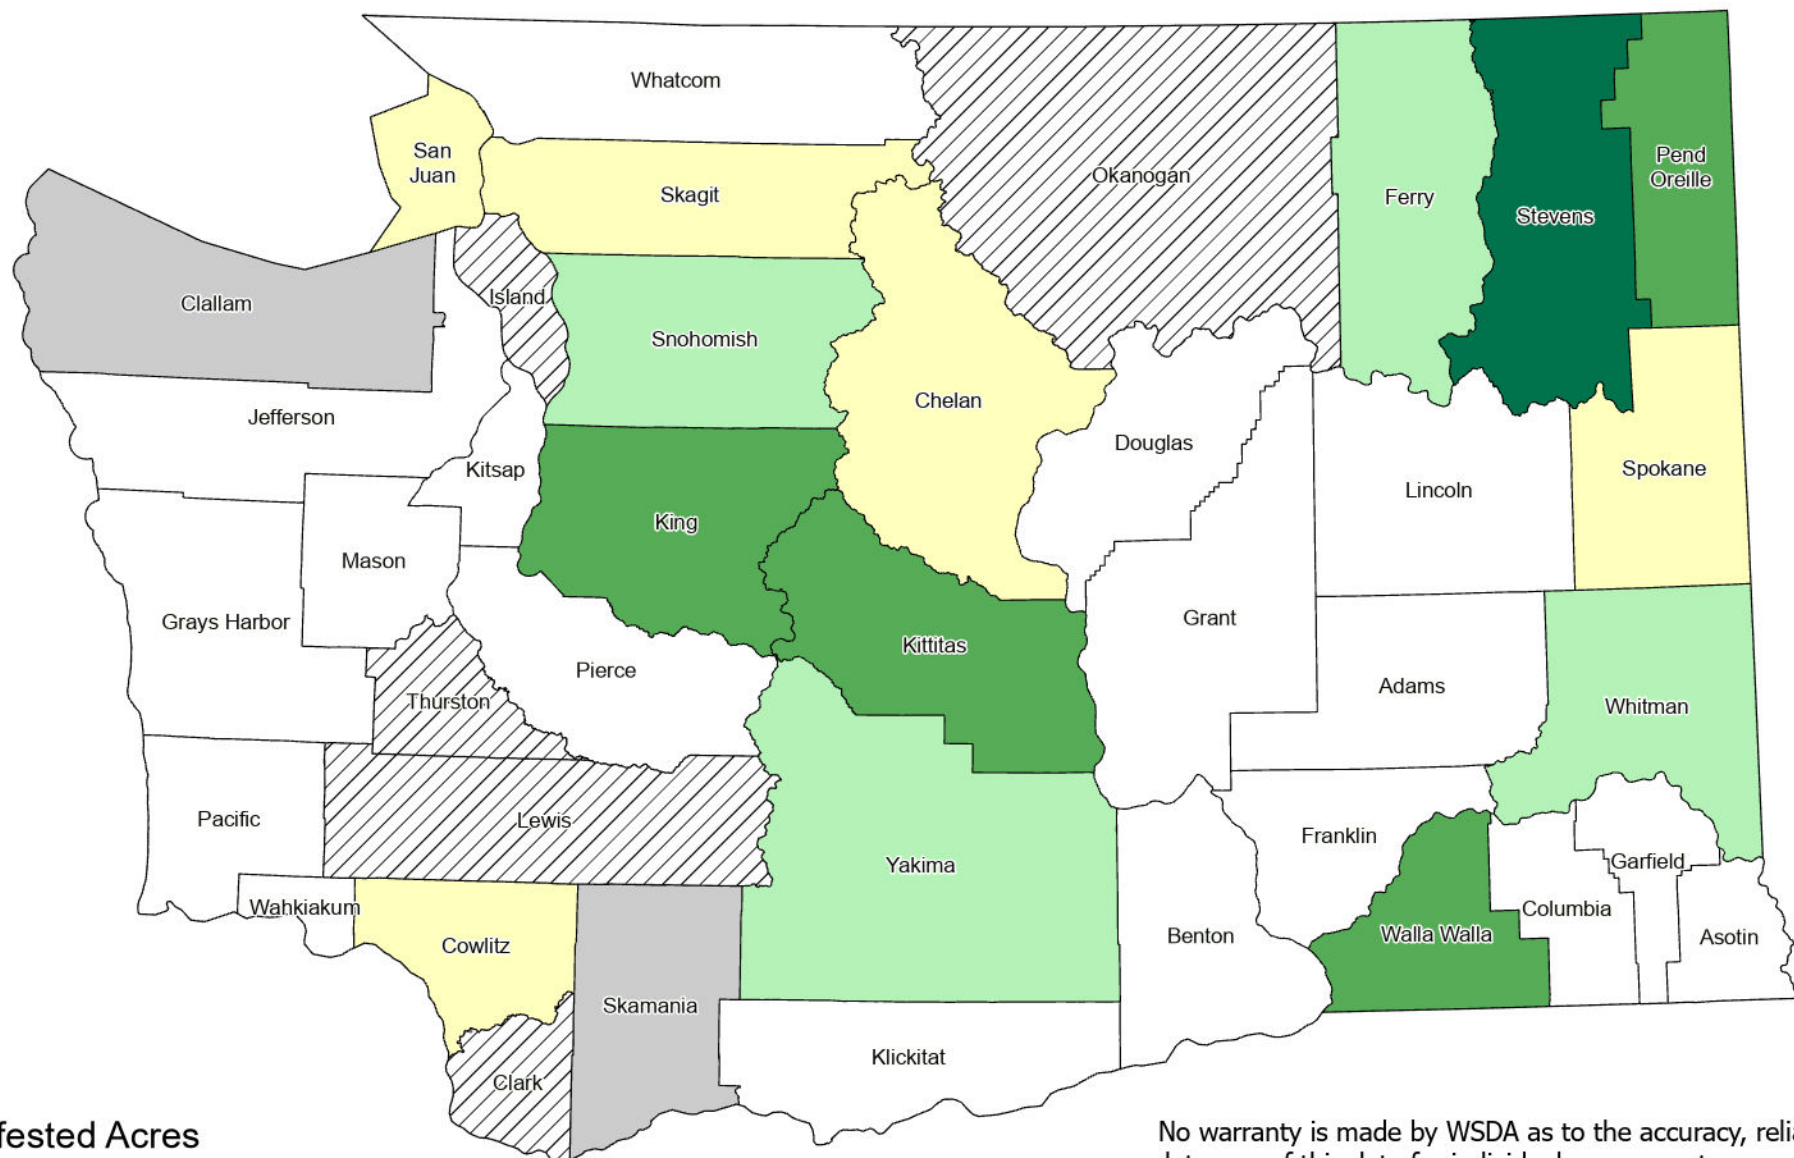 Whatcom
San
Juan
Skagit
Okanogan
Ferry
Stevens
Pend
Oreille
Clallam
Island
Snohomish
Chelan
Jefferson
Kitsap
King
Douglas
Lincoln
Spokane
Mason
Grays Harbor
Pierce
Kittitas
Grant
Adams
Whitman
Thurston
Pacific
Lewis
Yakima
Franklin
Garfield
Wahkiakum
Cowlitz
Skamania
Benton
Walla Walla
Columbia
Asotin
Klickitat
Clark
fested Acres
No warranty is made by WSDA as to the accuracy, relia